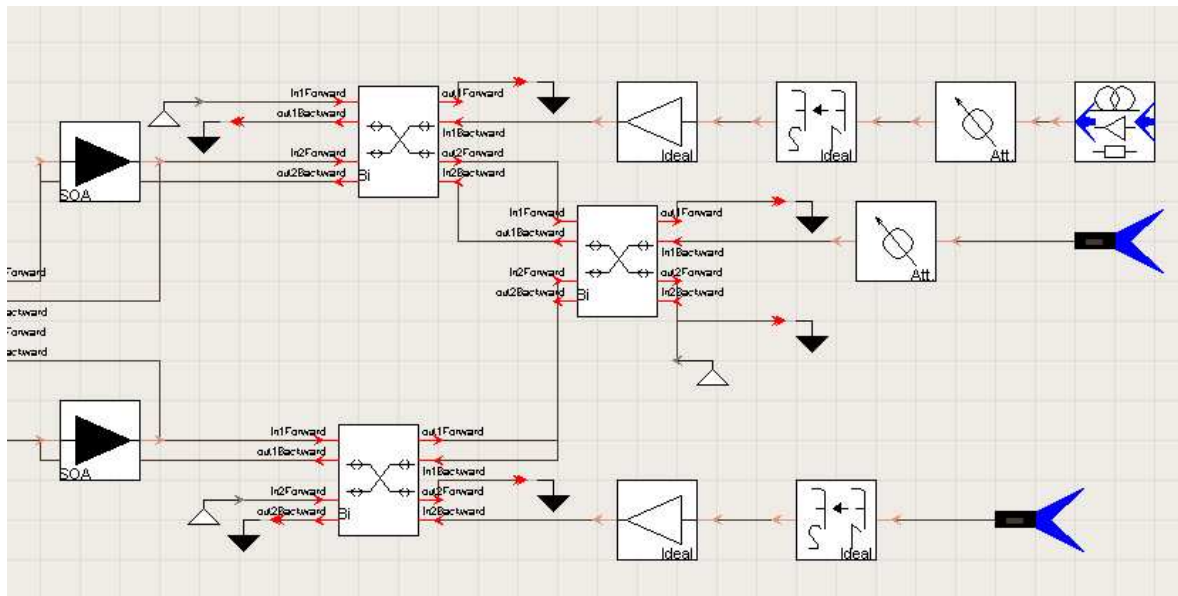 In1Forward
out1Forward
out1Backward
In1Backward
In2Forward
out2Forward
out2Backward
In2Backward
Bi
SOA
Ideal
Ideal
Att.
In1Forward
out1Forward
out1Backward
In1Backward
In2Forward
out2Forward
out2Backward
In2Backward
Bi
Att.
Forward
ackward
Forward
ackward
In1Forward
out1Forward
out1Backward
In1Backward
In2Forward
out2Forward
out2Backward
In2Backward
Bi
SOA
Ideal
Ideal